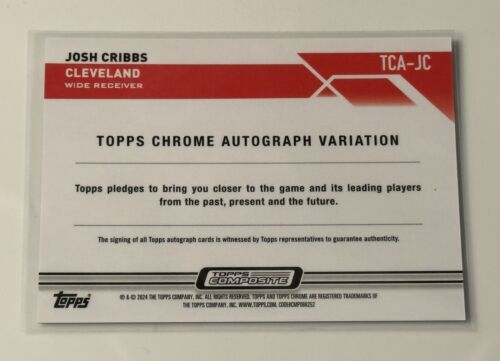 JOSH CRIBBS
CLEVELAND
WIDE RECEIVER
TCA-JC
TOPPS CHROME AUTOGRAPH VARIATION
Topps pledges to bring you closer to the game and its leading players
from the past, present and the future.
The signing of all Topps autograph cards is witnessed by Topps representatives to guarantee authenticity.
TOPPS
COMPOSITE
Topps
® & © 2024 THE TOPPS COMPANY, INC. ALL RIGHTS RESERVED. TOPPS AND TOPPS CHROME ARE REGISTERED TRADEMARKS OF
THE TOPPS COMPANY, INC. WWW.TOPPS.COM. CODE#CMP088252